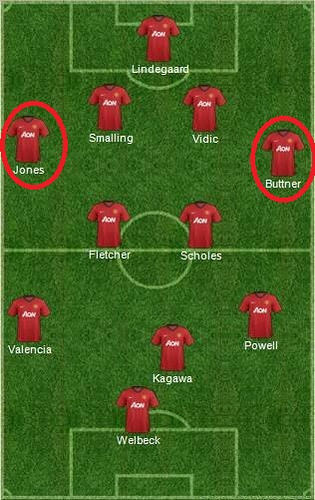 AON
Lindegaard
AON
AON
Smalling
Vidic
AON
AON
Jones
Buttner
AON
AON
Fletcher
Scholes
AON
AON
Valencia
Powell
AON
Kagawa
AON
Welbeck